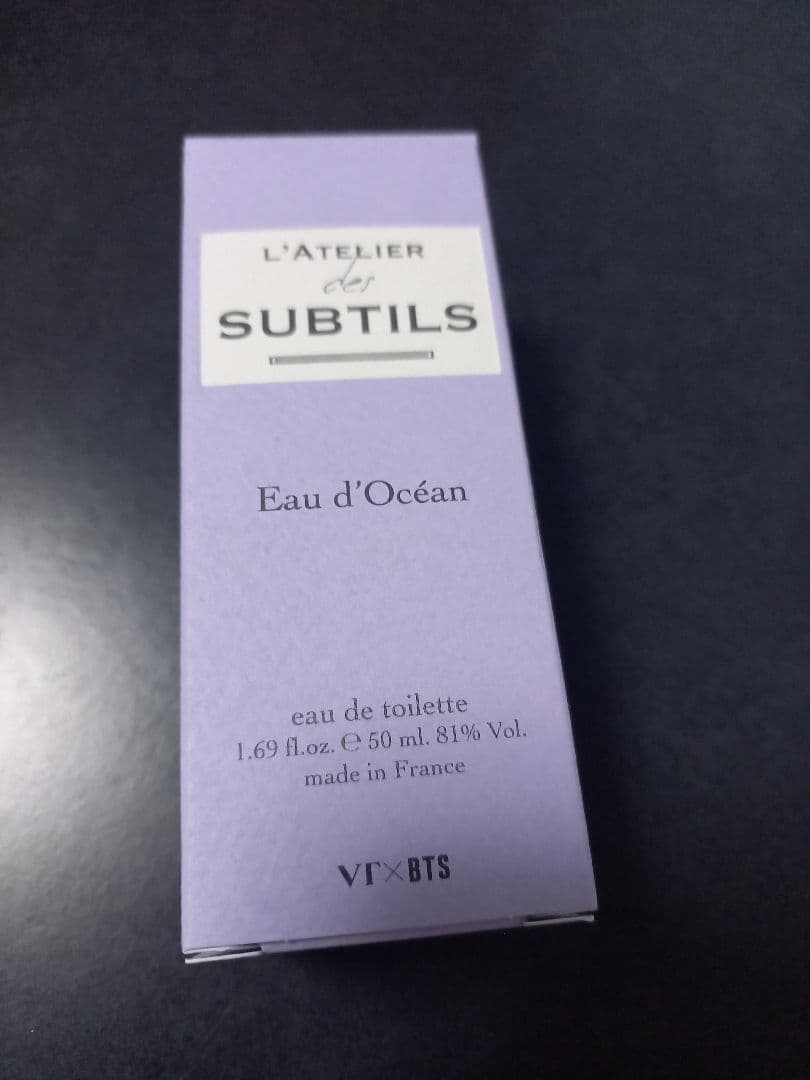 L'ATELIER
des
SUBTILS
Eau d'Océan
eau de toilette
1.69 fl.oz. ℮ 50 ml. 81% Vol.
made in France
VT×BTS